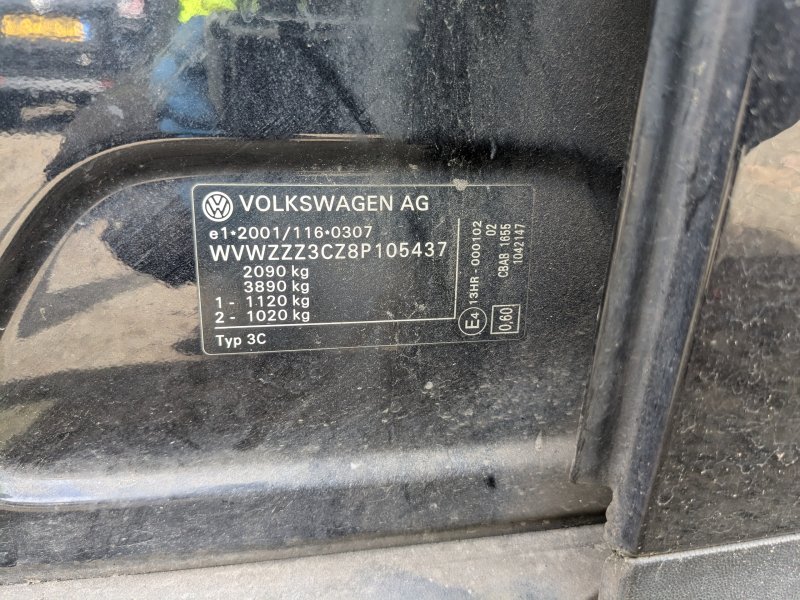 VOLKSWAGEN AG
e1*2001/116*0307
WVWZZZ3CZ8P105437
2090 kg
3890 kg
1 - 1120 kg
2 - 1020 kg
Typ 3C
E4
13HR - 000102
02
CBAB 1655
1042147
0,60